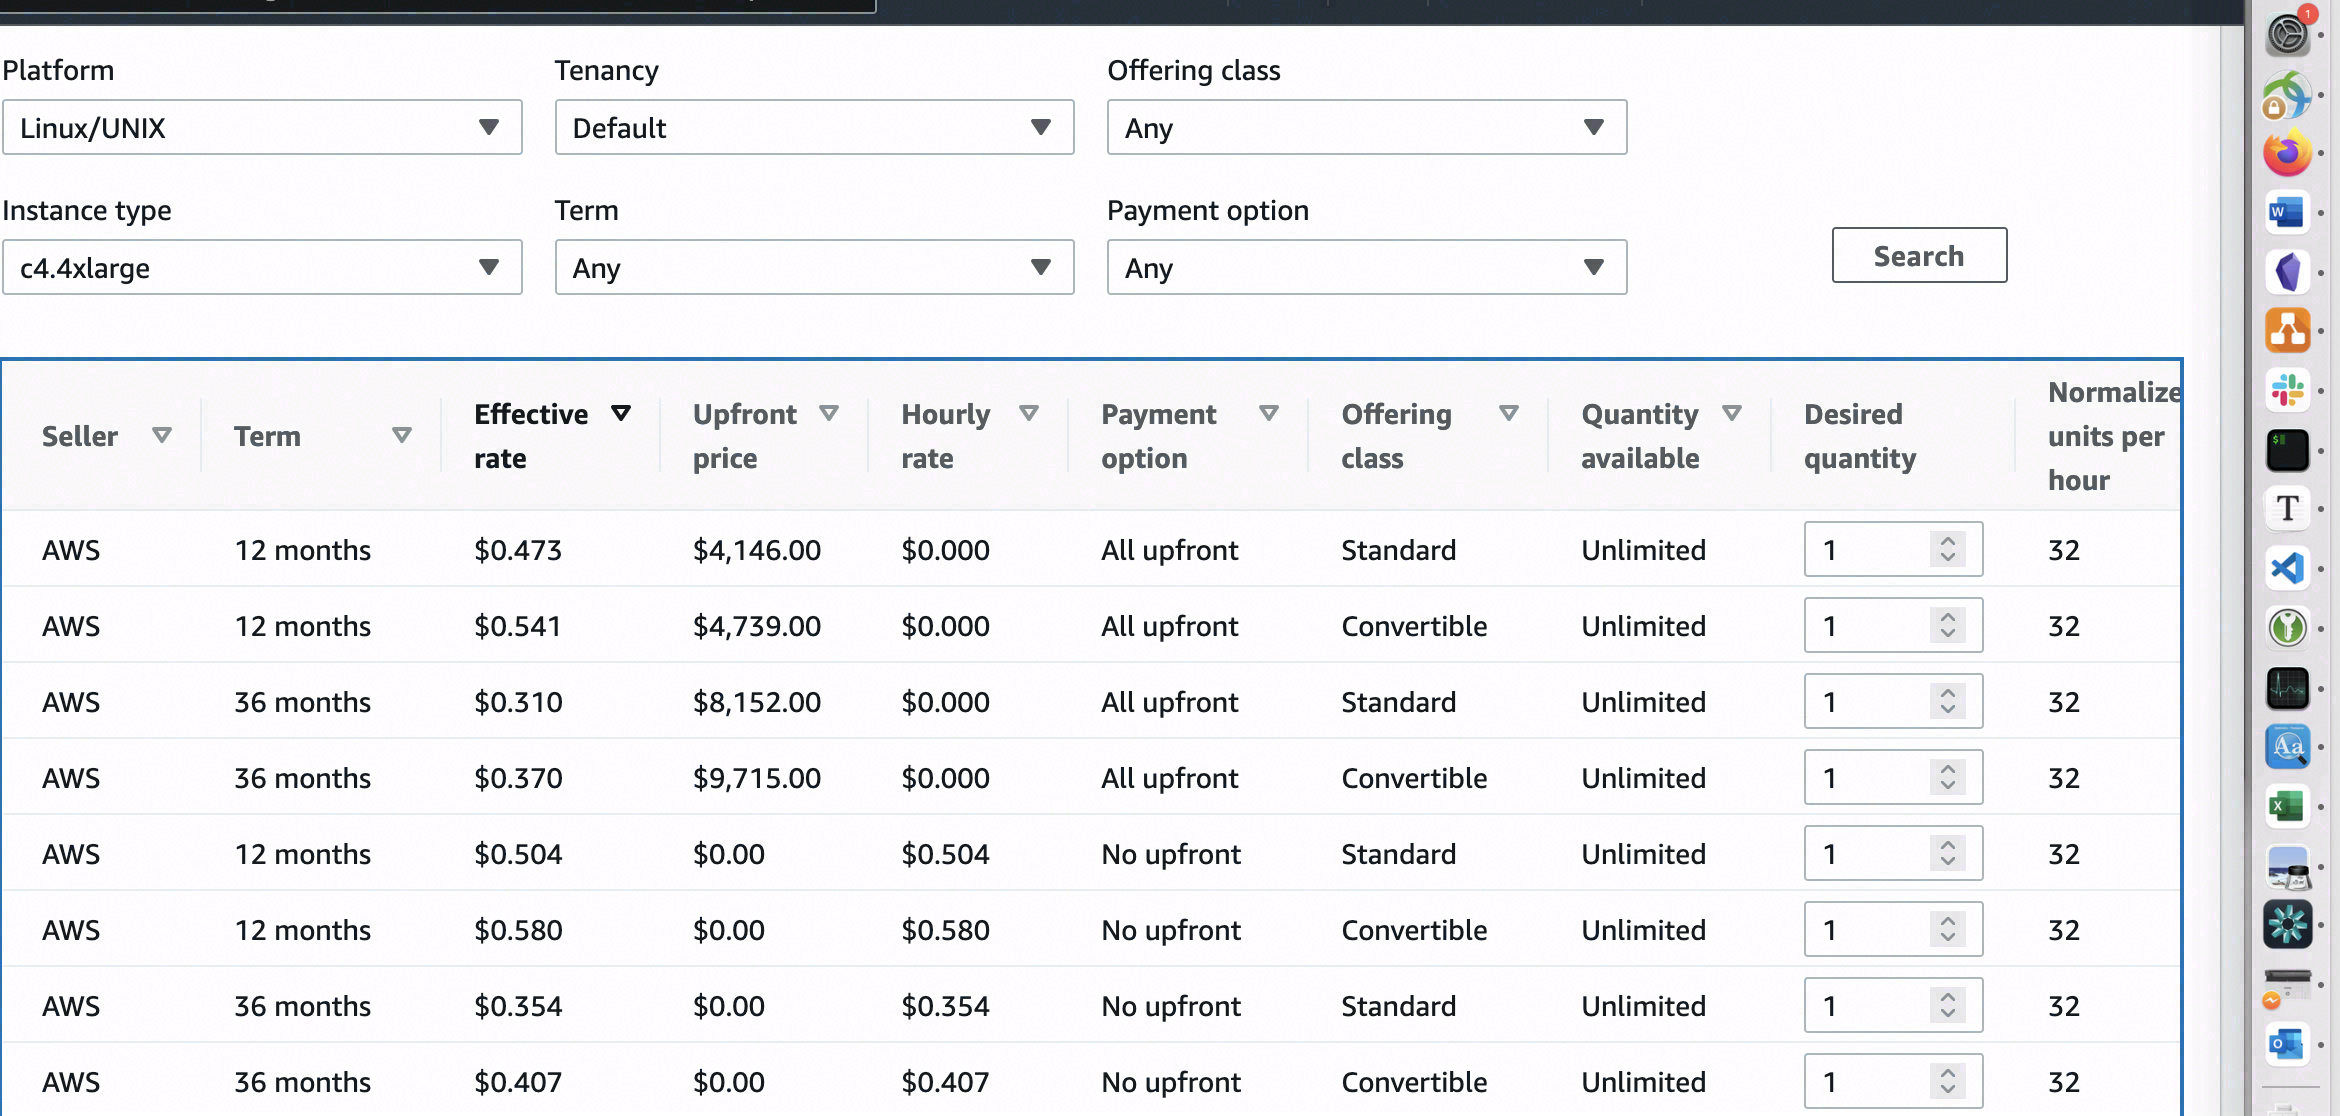 Platform
Tenancy
Offering class
Linux/UNIX
Default
Any
Instance type
Term
Payment option
c4.4xlarge
Any
Any
Search
Seller
Term
Effective rate
Upfront price
Hourly rate
Payment option
Offering class
Quantity available
Desired quantity
Normalize units per hour
AWS 12 months $0.473 $4,146.00 $0.000 All upfront Standard Unlimited 1 32
AWS 12 months $0.541 $4,739.00 $0.000 All upfront Convertible Unlimited 1 32
AWS 36 months $0.310 $8,152.00 $0.000 All upfront Standard Unlimited 1 32
AWS 36 months $0.370 $9,715.00 $0.000 All upfront Convertible Unlimited 1 32
AWS 12 months $0.504 $0.00 $0.504 No upfront Standard Unlimited 1 32
AWS 12 months $0.580 $0.00 $0.580 No upfront Convertible Unlimited 1 32
AWS 36 months $0.354 $0.00 $0.354 No upfront Standard Unlimited 1 32
AWS 36 months $0.407 $0.00 $0.407 No upfront Convertible Unlimited 1 32
1
W
$
T
Aa
X
O